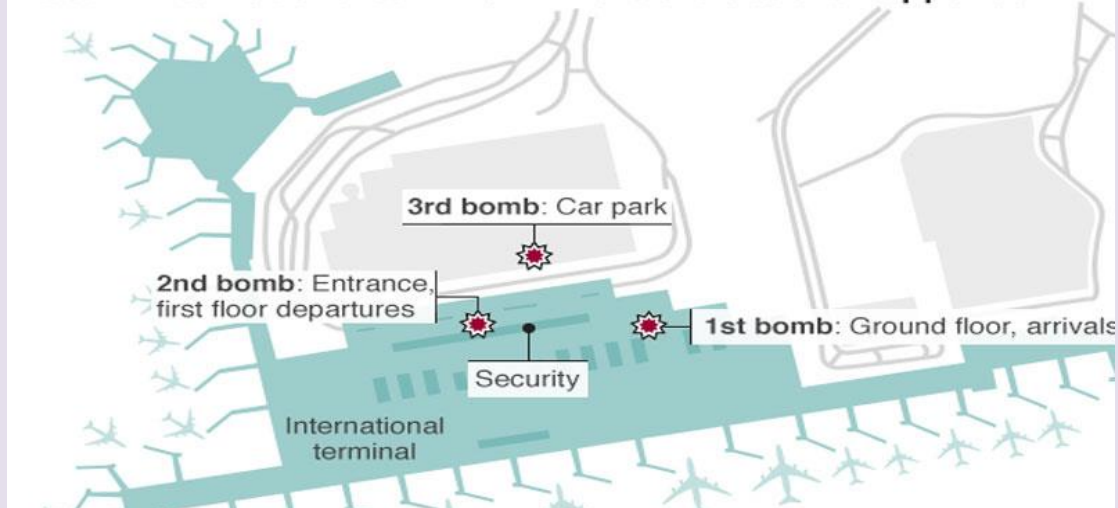 3rd bomb: Car park
2nd bomb: Entrance,
first floor departures
1st bomb: Ground floor, arrivals
Security
International
terminal